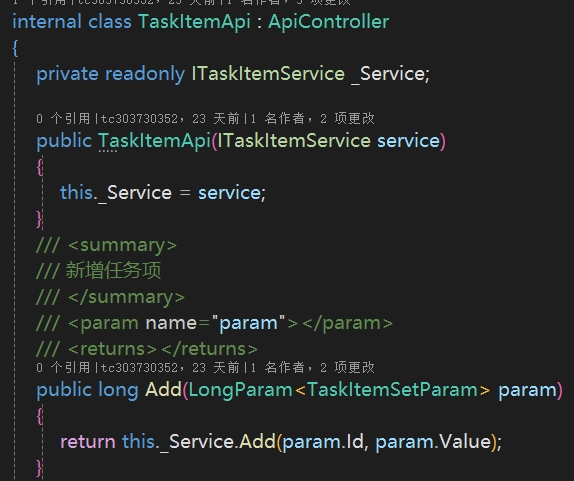 1 个引用|tc303730352，23 天前|1 名作者，3 项更改
internal class TaskItemApi : ApiController
{
private readonly ITaskItemService _Service;
0 个引用|tc303730352，23 天前|1 名作者，2 项更改
public TaskItemApi(ITaskItemService service)
{
this._Service = service;
}
/// <summary>
/// 新增任务项
/// </summary>
/// <param name="param"></param>
/// <returns></returns>
0 个引用|tc303730352，23 天前|1 名作者，2 项更改
public long Add(LongParam<TaskItemSetParam> param)
{
return this._Service.Add(param.Id, param.Value);
}